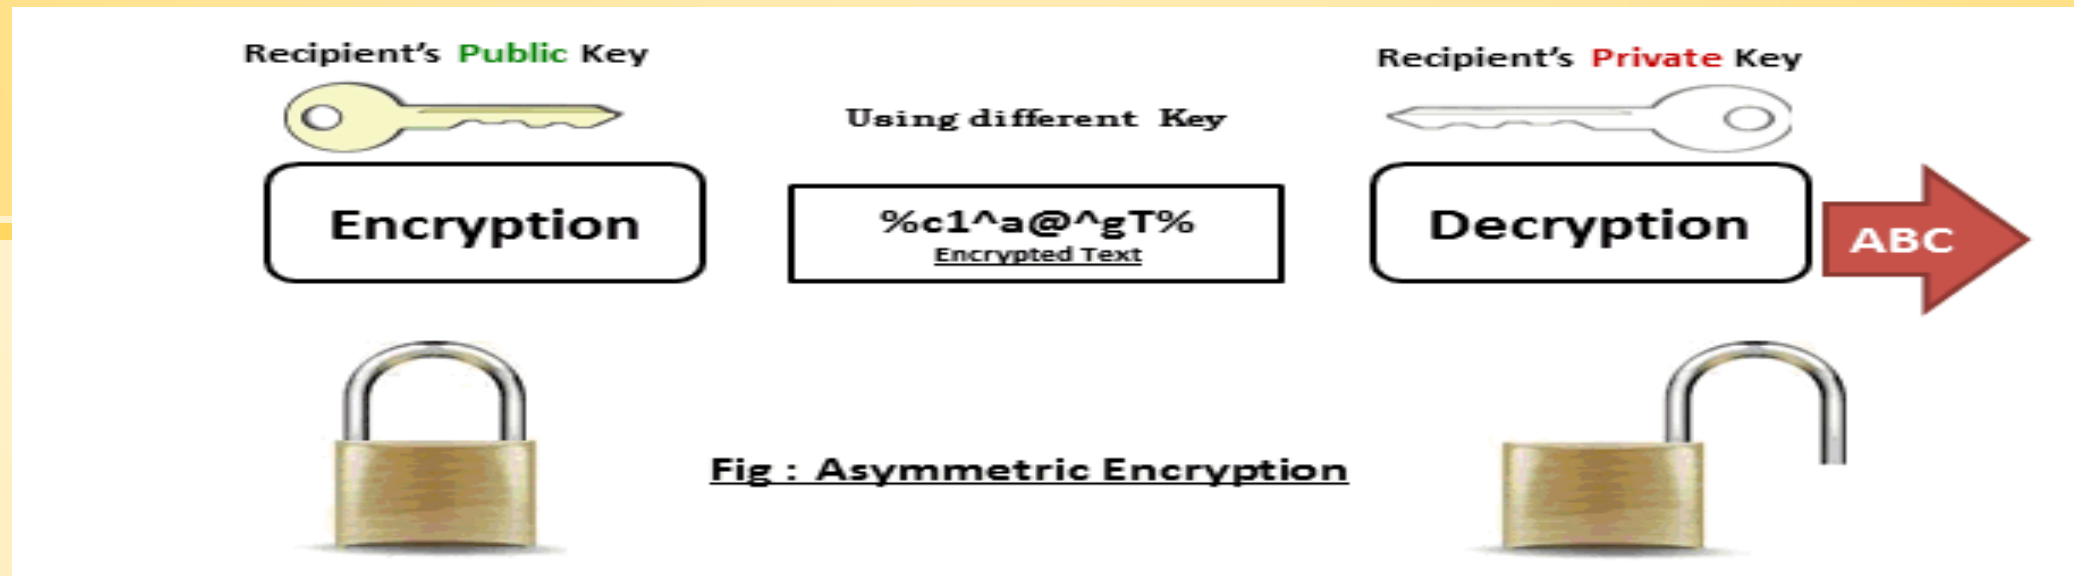 Recipient's Public Key
Recipient's Private Key
Using different Key
Encryption
%c1^a@^gT%
Encrypted Text
Decryption
ABC
Fig : Asymmetric Encryption